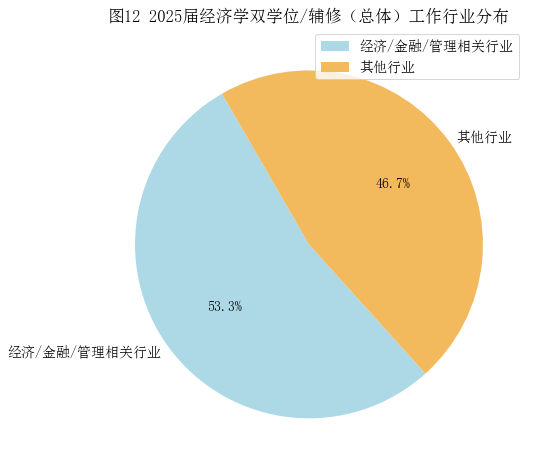 图12 2025届经济学双学位/辅修（总体）工作行业分布
经济/金融/管理相关行业
其他行业
其他行业
46.7%
53.3%
经济/金融/管理相关行业